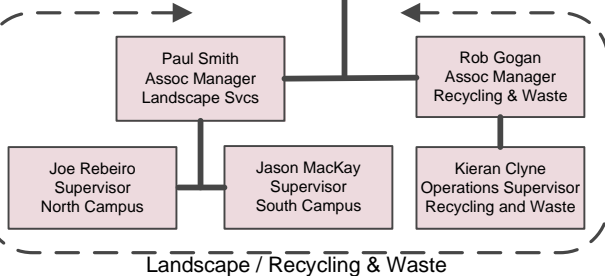 Paul Smith
Assoc Manager
Landscape Svcs
Rob Gogan
Assoc Manager
Recycling & Waste
Joe Rebeiro
Supervisor
North Campus
Jason MacKay
Supervisor
South Campus
Kieran Clyne
Operations Supervisor
Recycling and Waste
Landscape / Recycling & Waste